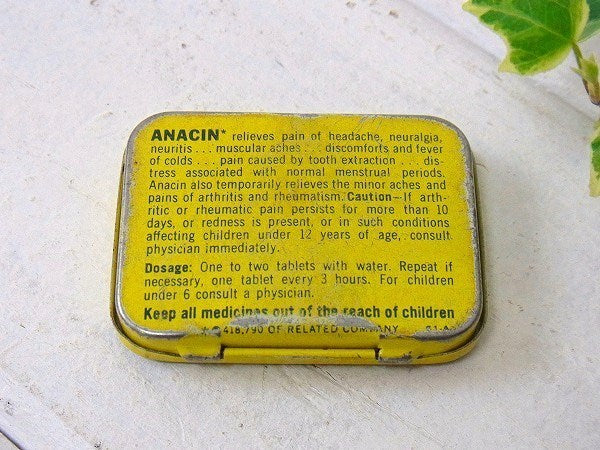 ANACIN* relieves pain of headache, neuralgia,
neuritis . . . muscular aches . . . discomforts and fever
of colds . . . pain caused by tooth extraction . . . dis-
tress associated with normal menstrual periods.
Anacin also temporarily relieves the minor aches and
pains of arthritis and rheumatism. Caution—If arth-
ritic or rheumatic pain persists for more than 10
days, or redness is present, or in such conditions
affecting children under 12 years of age, consult
physician immediately.
Dosage: One to two tablets with water. Repeat if
necessary, one tablet every 3 hours. For children
under 6 consult a physician.
Keep all medicines out of the reach of children
418,790 OF RELATED COMPANY